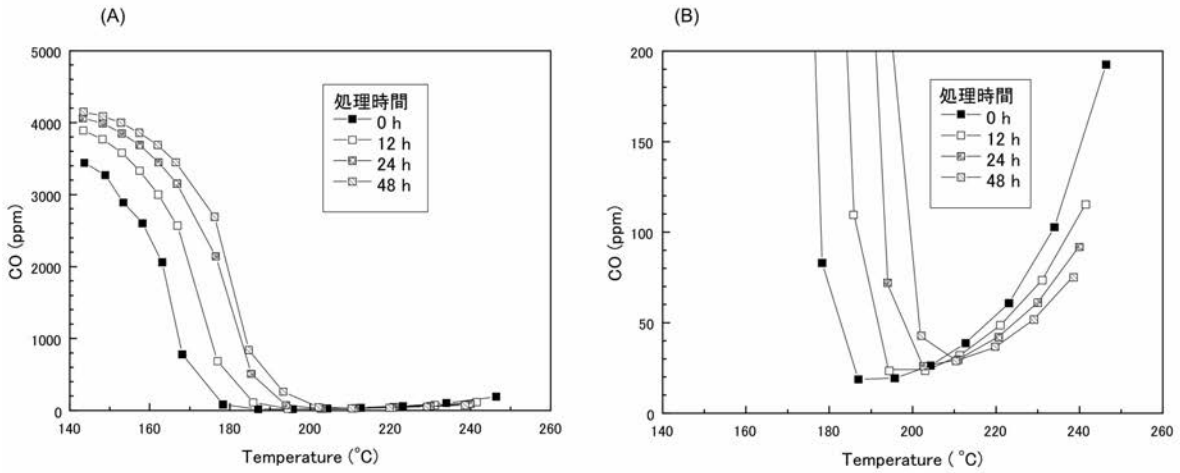 (A)
5000
4000
3000
2000
1000
0
CO (ppm)
処理時間
0 h
12 h
24 h
48 h
140 160 180 200 220 240 260
Temperature (°C)
(B)
200
150
100
50
0
CO (ppm)
処理時間
0 h
12 h
24 h
48 h
140 160 180 200 220 240 260
Temperature (°C)